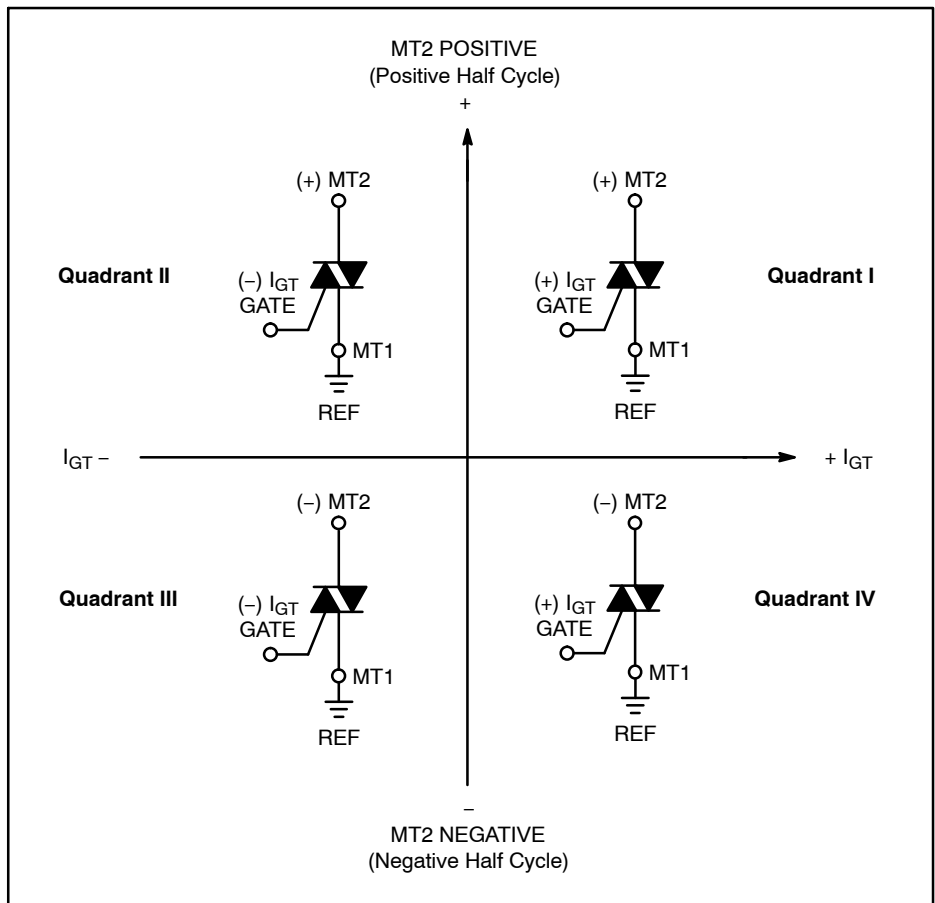 MT2 POSITIVE
(Positive Half Cycle)
+
(+) MT2
(+) MT2
Quadrant II
(−) IGT
GATE
(+) IGT
GATE
Quadrant I
MT1
MT1
REF
REF
IGT −
+ IGT
(−) MT2
(−) MT2
Quadrant III
(−) IGT
GATE
(+) IGT
GATE
Quadrant IV
MT1
MT1
REF
REF
−
MT2 NEGATIVE
(Negative Half Cycle)